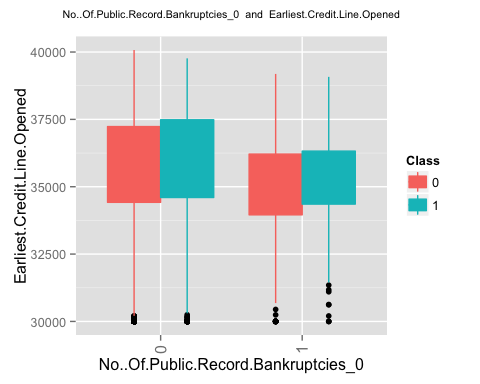 No..Of.Public.Record.Bankruptcies_0 and Earliest.Credit.Line.Opened
40000
37500
35000
32500
30000
Earliest.Credit.Line.Opened
0
1
No..Of.Public.Record.Bankruptcies_0
Class
0
1